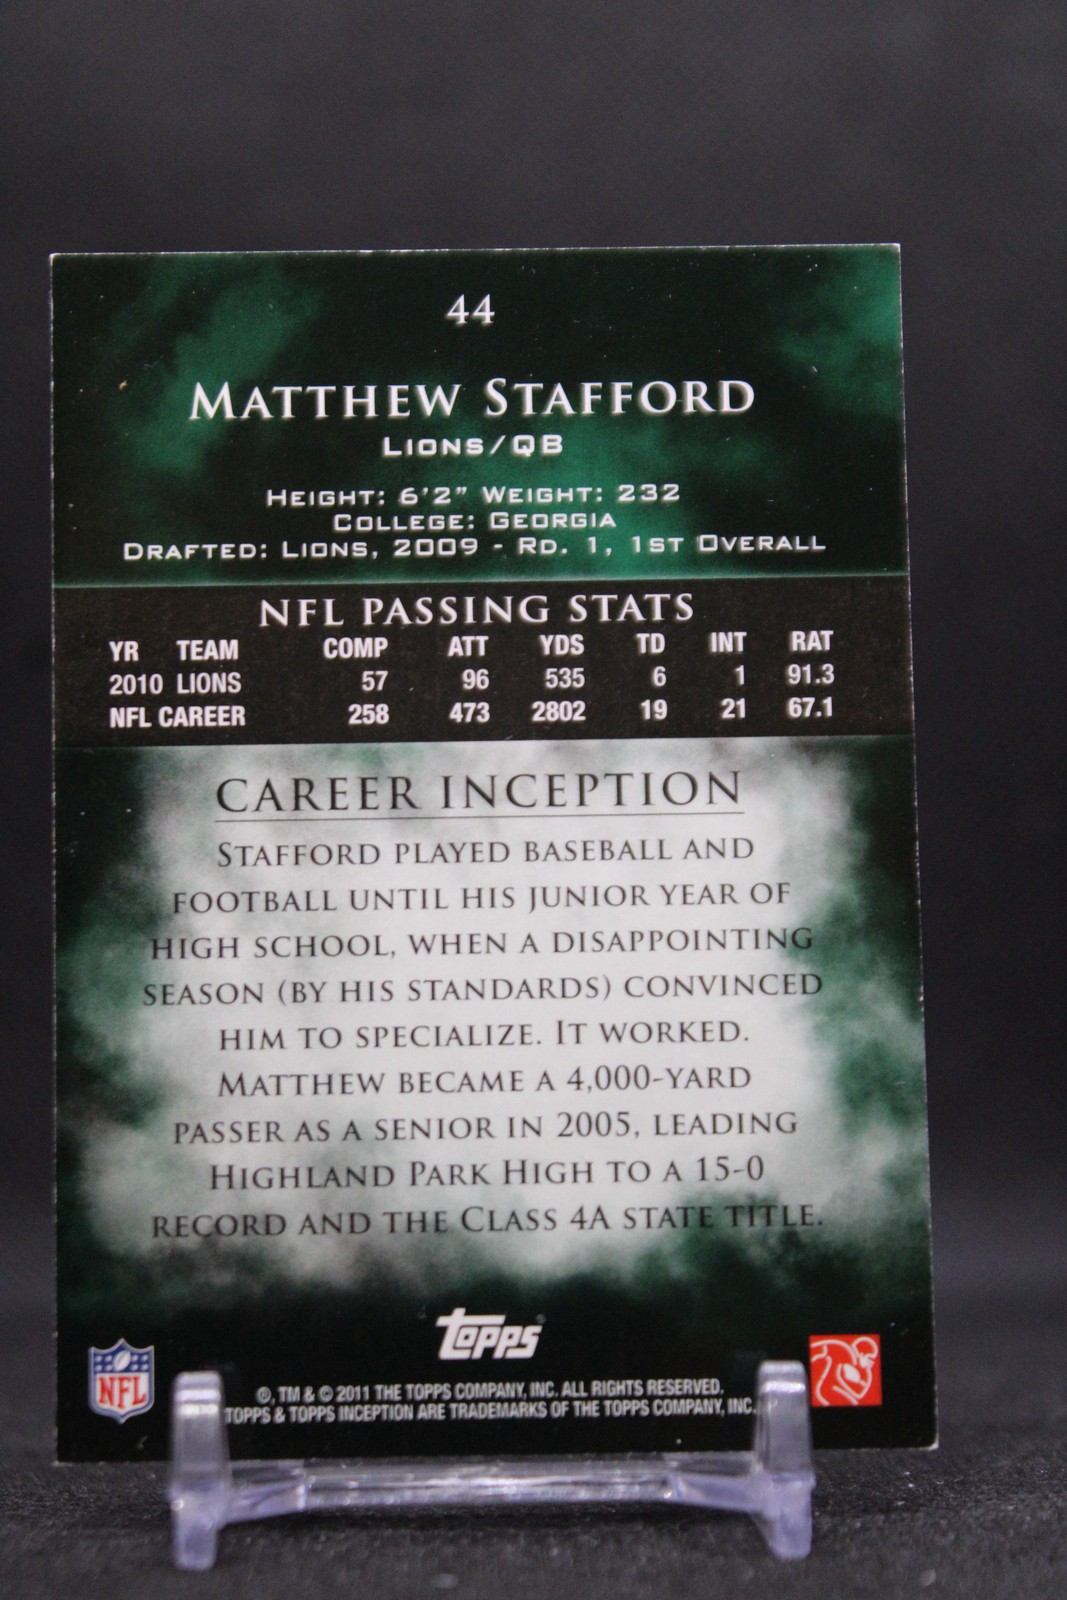 44
MATTHEW STAFFORD
LIONS/QB
HEIGHT: 6'2" WEIGHT: 232
COLLEGE: GEORGIA
DRAFTED: LIONS, 2009 - RD. 1, 1ST OVERALL
NFL PASSING STATS
YR TEAM COMP ATT YDS TD INT RAT
2010 LIONS 57 96 535 6 1 91.3
NFL CAREER 258 473 2802 19 21 67.1
CAREER INCEPTION
STAFFORD PLAYED BASEBALL AND
FOOTBALL UNTIL HIS JUNIOR YEAR OF
HIGH SCHOOL, WHEN A DISAPPOINTING
SEASON (BY HIS STANDARDS) CONVINCED
HIM TO SPECIALIZE. IT WORKED.
MATTHEW BECAME A 4,000-YARD
PASSER AS A SENIOR IN 2005, LEADING
HIGHLAND PARK HIGH TO A 15-0
RECORD AND THE CLASS 4A STATE TITLE.
Topps
NFL
®, TM & © 2011 THE TOPPS COMPANY, INC. ALL RIGHTS RESERVED.
TOPPS & TOPPS INCEPTION ARE TRADEMARKS OF THE TOPPS COMPANY, INC.